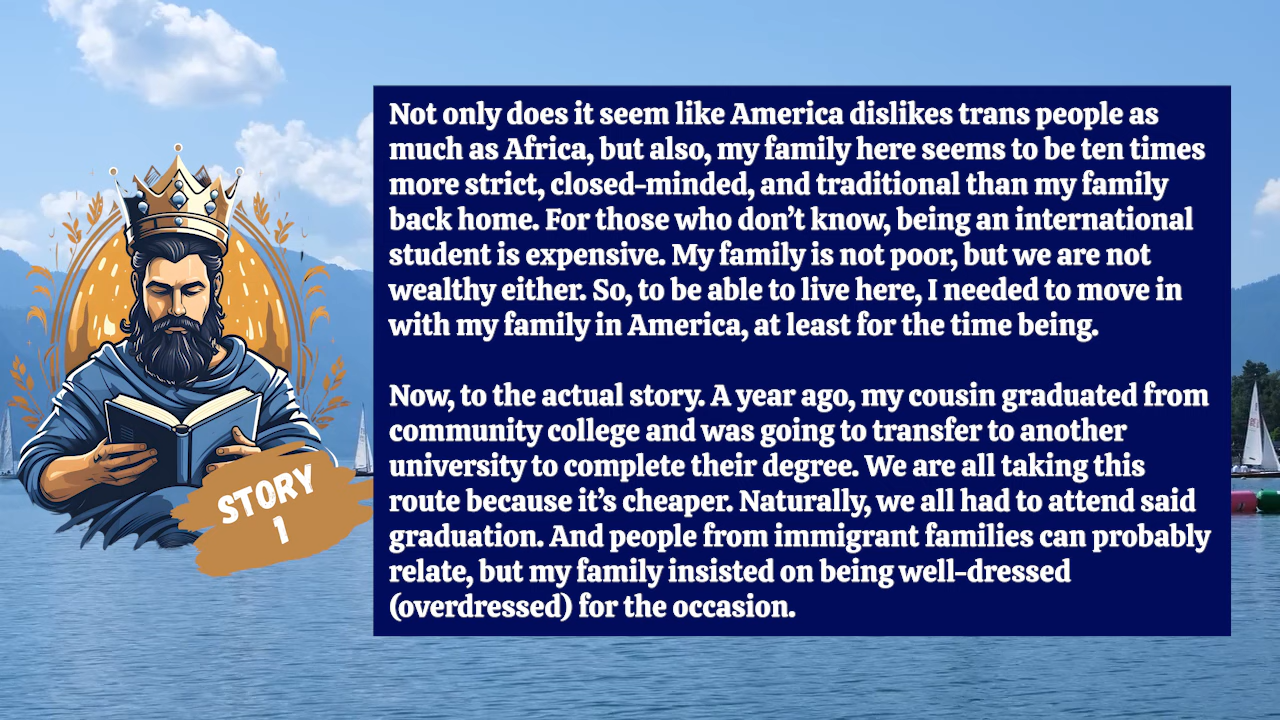 Not only does it seem like America dislikes trans people as
much as Africa, but also, my family here seems to be ten times
more strict, closed-minded, and traditional than my family
back home. For those who don’t know, being an international
student is expensive. My family is not poor, but we are not
wealthy either. So, to be able to live here, I needed to move in
with my family in America, at least for the time being.
Now, to the actual story. A year ago, my cousin graduated from
community college and was going to transfer to another
university to complete their degree. We are all taking this
route because it’s cheaper. Naturally, we all had to attend said
graduation. And people from immigrant families can probably
relate, but my family insisted on being well-dressed
(overdressed) for the occasion.
STORY
1